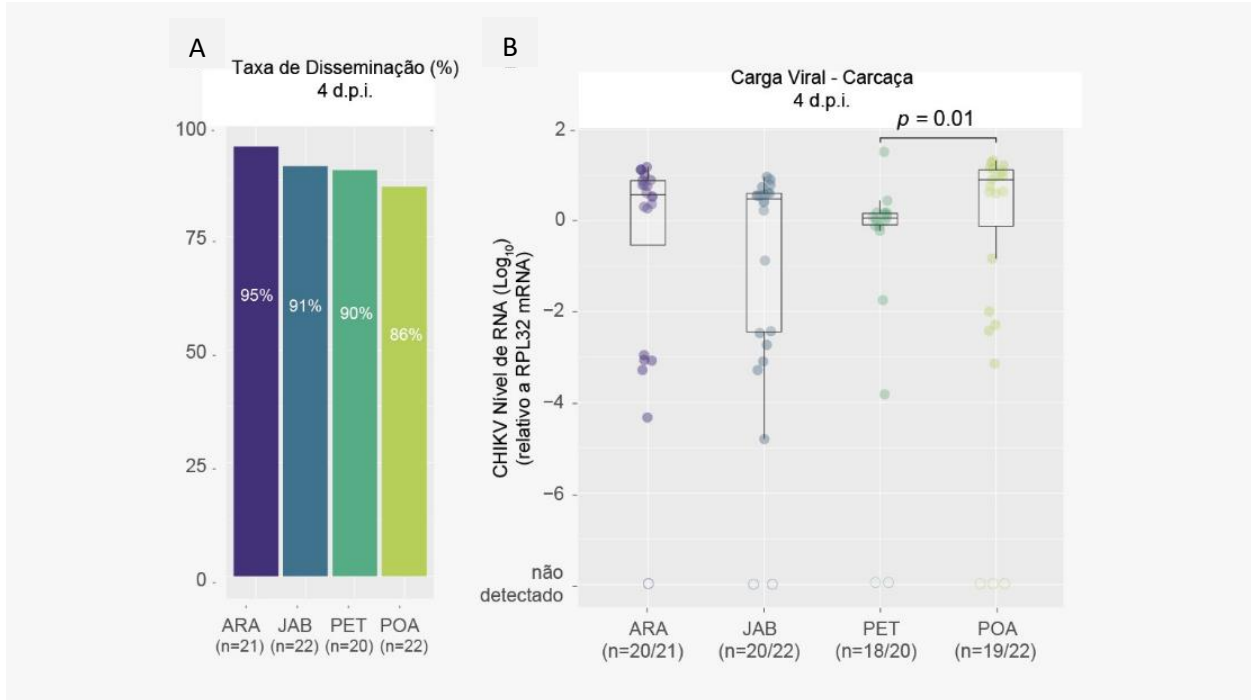 A
Taxa de Disseminação (%)
4 d.p.i.
100
75
50
25
0
95%
91%
90%
86%
ARA
JAB
PET
POA
(n=21)
(n=22)
(n=20)
(n=22)
B
Carga Viral - Carcaça
4 d.p.i.
p = 0.01
CHIKV Nível de RNA (Log₁₀)
(relativo a RPL32 mRNA)
2
0
−2
−4
−6
não
detectado
ARA
JAB
PET
POA
(n=20/21)
(n=20/22)
(n=18/20)
(n=19/22)